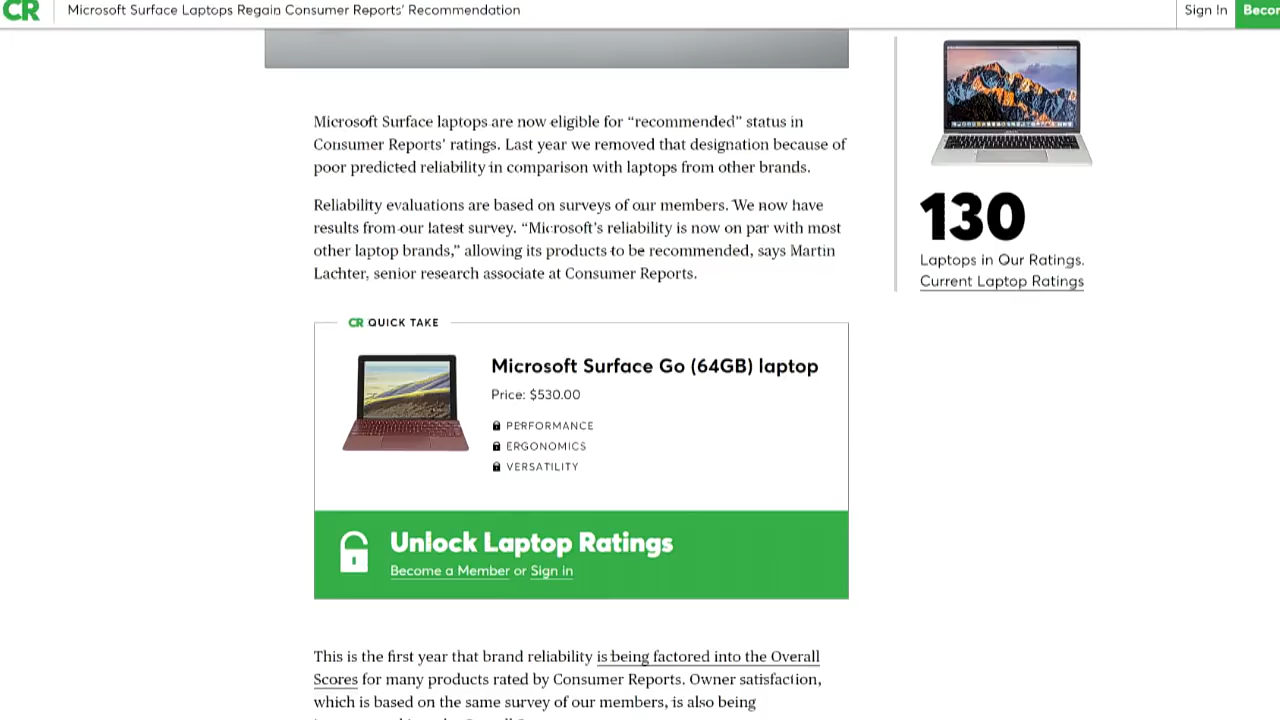 CR
Microsoft Surface Laptops Regain Consumer Reports' Recommendation
Sign In
Microsoft Surface laptops are now eligible for “recommended” status in
Consumer Reports’ ratings. Last year we removed that designation because of
poor predicted reliability in comparison with laptops from other brands.
Reliability evaluations are based on surveys of our members. We now have
results from our latest survey. “Microsoft’s reliability is now on par with most
other laptop brands,” allowing its products to be recommended, says Martin
Lachter, senior research associate at Consumer Reports.
130
Laptops in Our Ratings.
Current Laptop Ratings
CR QUICK TAKE
Microsoft Surface Go (64GB) laptop
Price: $530.00
PERFORMANCE
ERGONOMICS
VERSATILITY
Unlock Laptop Ratings
Become a Member or Sign in
This is the first year that brand reliability is being factored into the Overall
Scores for many products rated by Consumer Reports. Owner satisfaction,
which is based on the same survey of our members, is also being